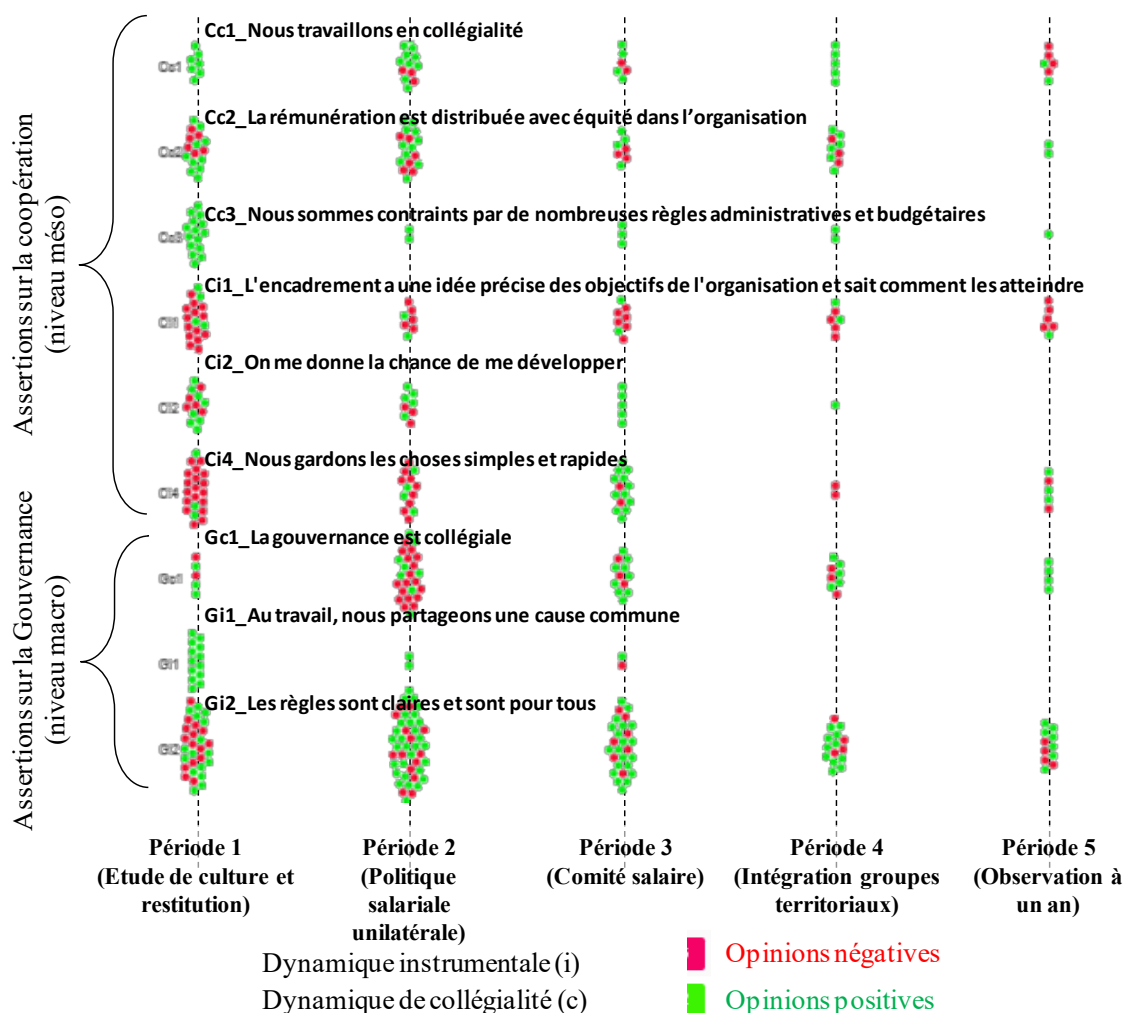 Cc1_Nous travaillons en collégialité
Cc1
Cc2_La rémunération est distribuée avec équité dans l'organisation
Cc2
Cc3_Nous sommes contraints par de nombreuses règles administratives et budgétaires
Cc3
Ci1_L'encadrement a une idée précise des objectifs de l'organisation et sait comment les atteindre
Ci1
Ci2_On me donne la chance de me développer
Ci2
Ci4_Nous gardons les choses simples et rapides
Ci4
Gc1_La gouvernance est collégiale
Gc1
Gi1_Au travail, nous partageons une cause commune
Gi1
Gi2_Les règles sont claires et sont pour tous
Gi2
Assertions sur la coopération
(niveau méso)
Assertions sur la Gouvernance
(niveau macro)
Période 1
(Etude de culture et
restitution)
Période 2
(Politique
salariale
unilatérale)
Période 3
(Comité salaire)
Période 4
(Intégration groupes
territoriaux)
Période 5
(Observation à
un an)
Dynamique instrumentale (i)
Dynamique de collégialité (c)
Opinions négatives
Opinions positives